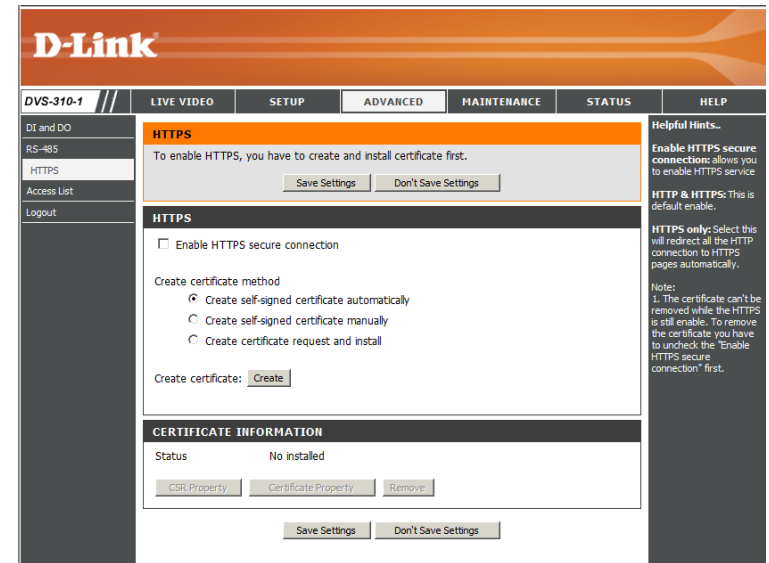 D-Link
DVS-310-1
LIVE VIDEO
SETUP
ADVANCED
MAINTENANCE
STATUS
HELP
DI and DO
RS-485
HTTPS
Access List
Logout
HTTPS
To enable HTTPS, you have to create and install certificate first.
Save Settings
Don't Save Settings
HTTPS
Enable HTTPS secure connection
Create certificate method
Create self-signed certificate automatically
Create self-signed certificate manually
Create certificate request and install
Create certificate: Create
CERTIFICATE INFORMATION
Status No installed
CSR Property
Certificate Property
Remove
Save Settings
Don't Save Settings
Helpful Hints..
Enable HTTPS secure
connection: allows you
to enable HTTPS service
HTTP & HTTPS: This is
default enable.
HTTPS only: Select this
will redirect all the HTTP
connection to HTTPS
pages automatically.
Note:
1. The certificate can't be
removed while the HTTPS
is still enable. To remove
the certificate you have
to uncheck the "Enable
HTTPS secure
connection" first.